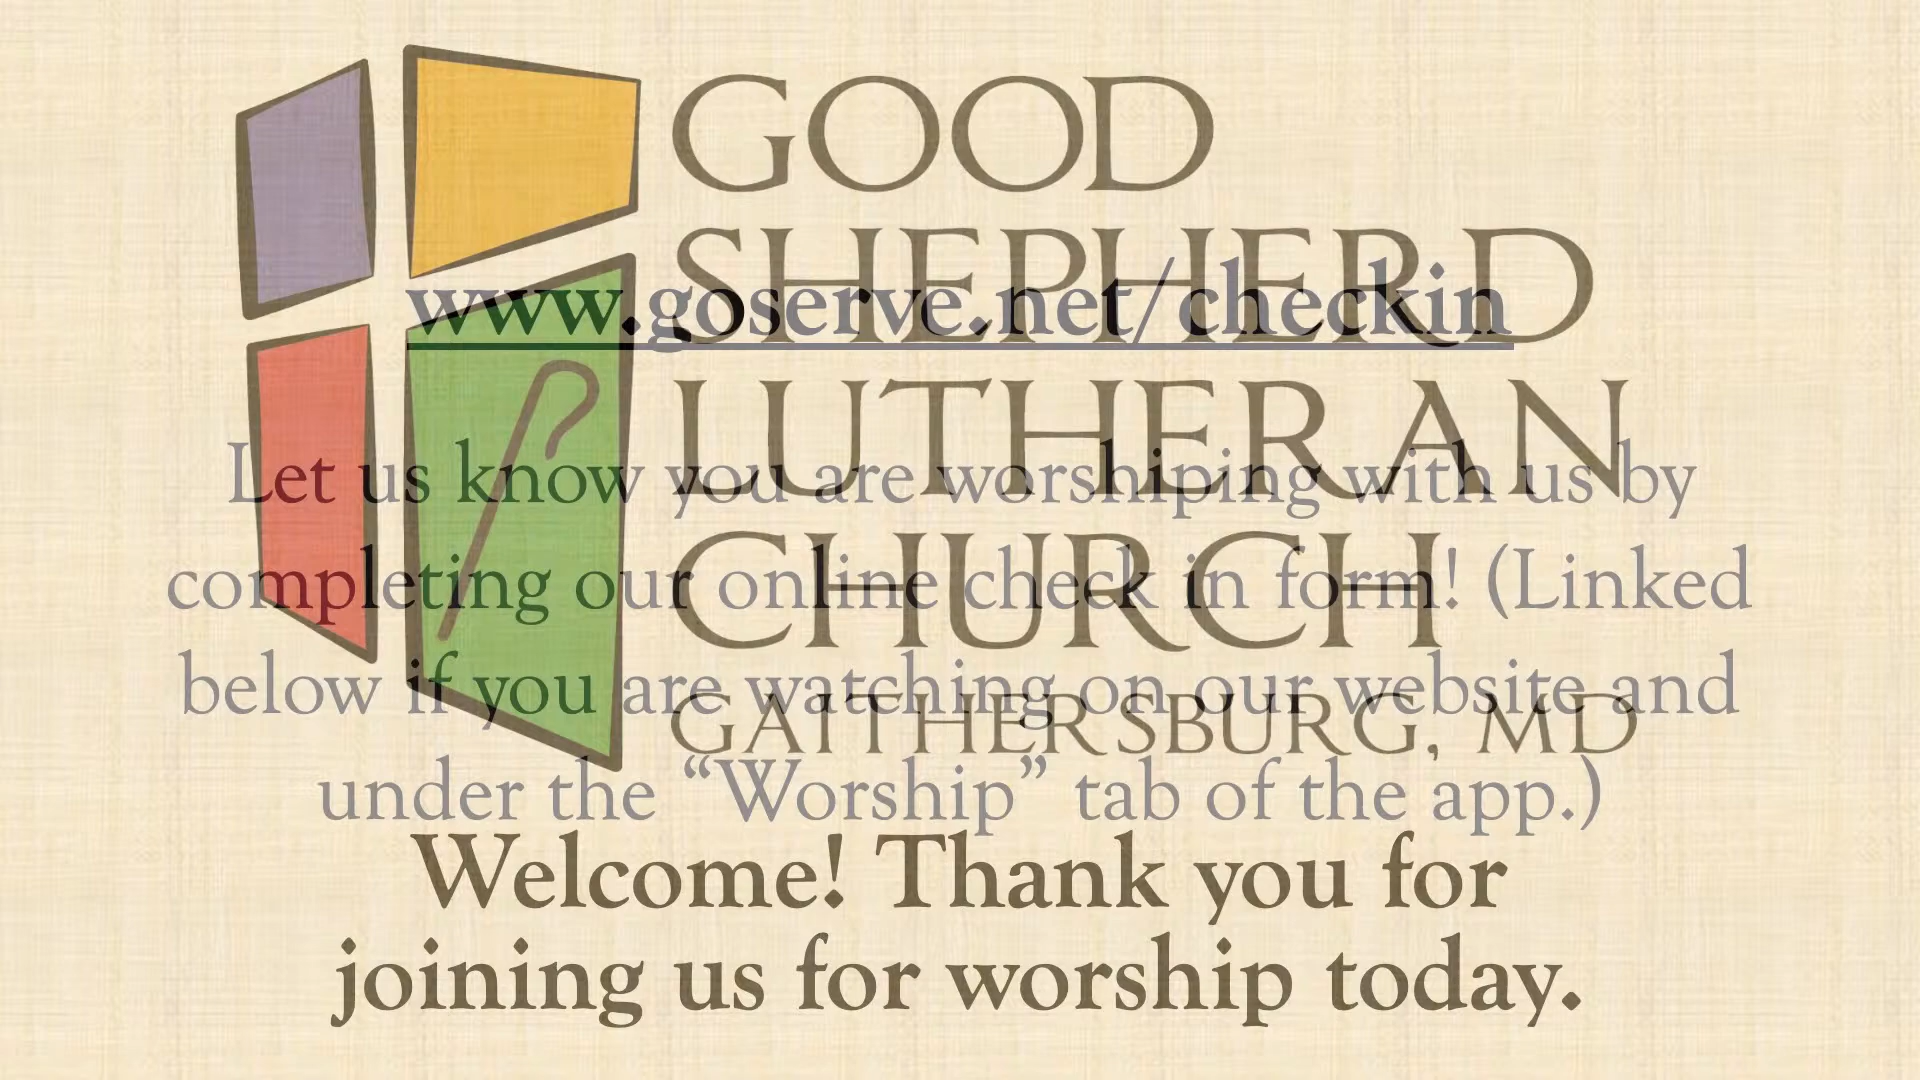 GOOD
SHEPHERD
LUTHERAN
CHURCH
GAITHERSBURG, MD
www.goserve.net/checkin
Let us know you are worshiping with us by
completing our online check in form! (Linked
below if you are watching on our website and
under the “Worship” tab of the app.)
Welcome! Thank you for
joining us for worship today.